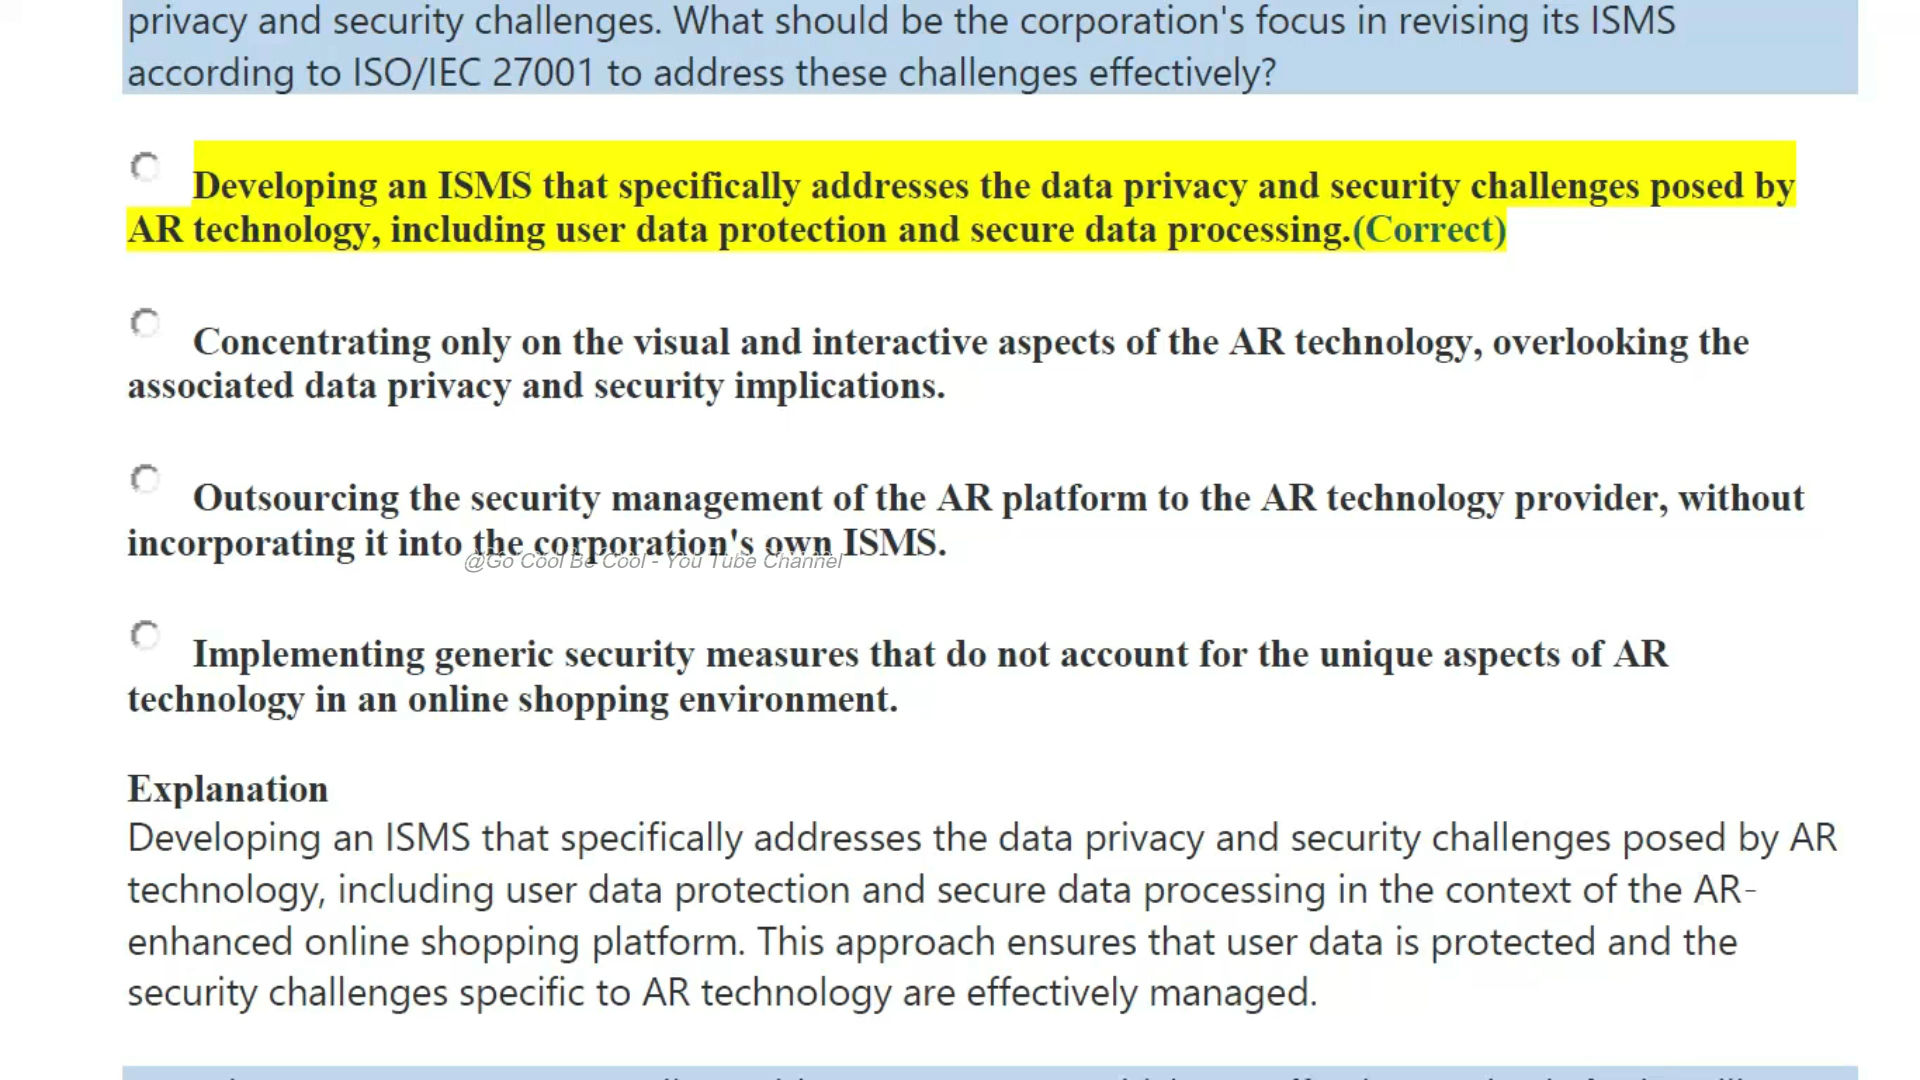 privacy and security challenges. What should be the corporation's focus in revising its ISMS
according to ISO/IEC 27001 to address these challenges effectively?
Developing an ISMS that specifically addresses the data privacy and security challenges posed by
AR technology, including user data protection and secure data processing.(Correct)
Concentrating only on the visual and interactive aspects of the AR technology, overlooking the
associated data privacy and security implications.
Outsourcing the security management of the AR platform to the AR technology provider, without
incorporating it into the corporation's own ISMS.
@Go Cool Be Cool - You Tube Channel
Implementing generic security measures that do not account for the unique aspects of AR
technology in an online shopping environment.
Explanation
Developing an ISMS that specifically addresses the data privacy and security challenges posed by AR
technology, including user data protection and secure data processing in the context of the AR-
enhanced online shopping platform. This approach ensures that user data is protected and the
security challenges specific to AR technology are effectively managed.